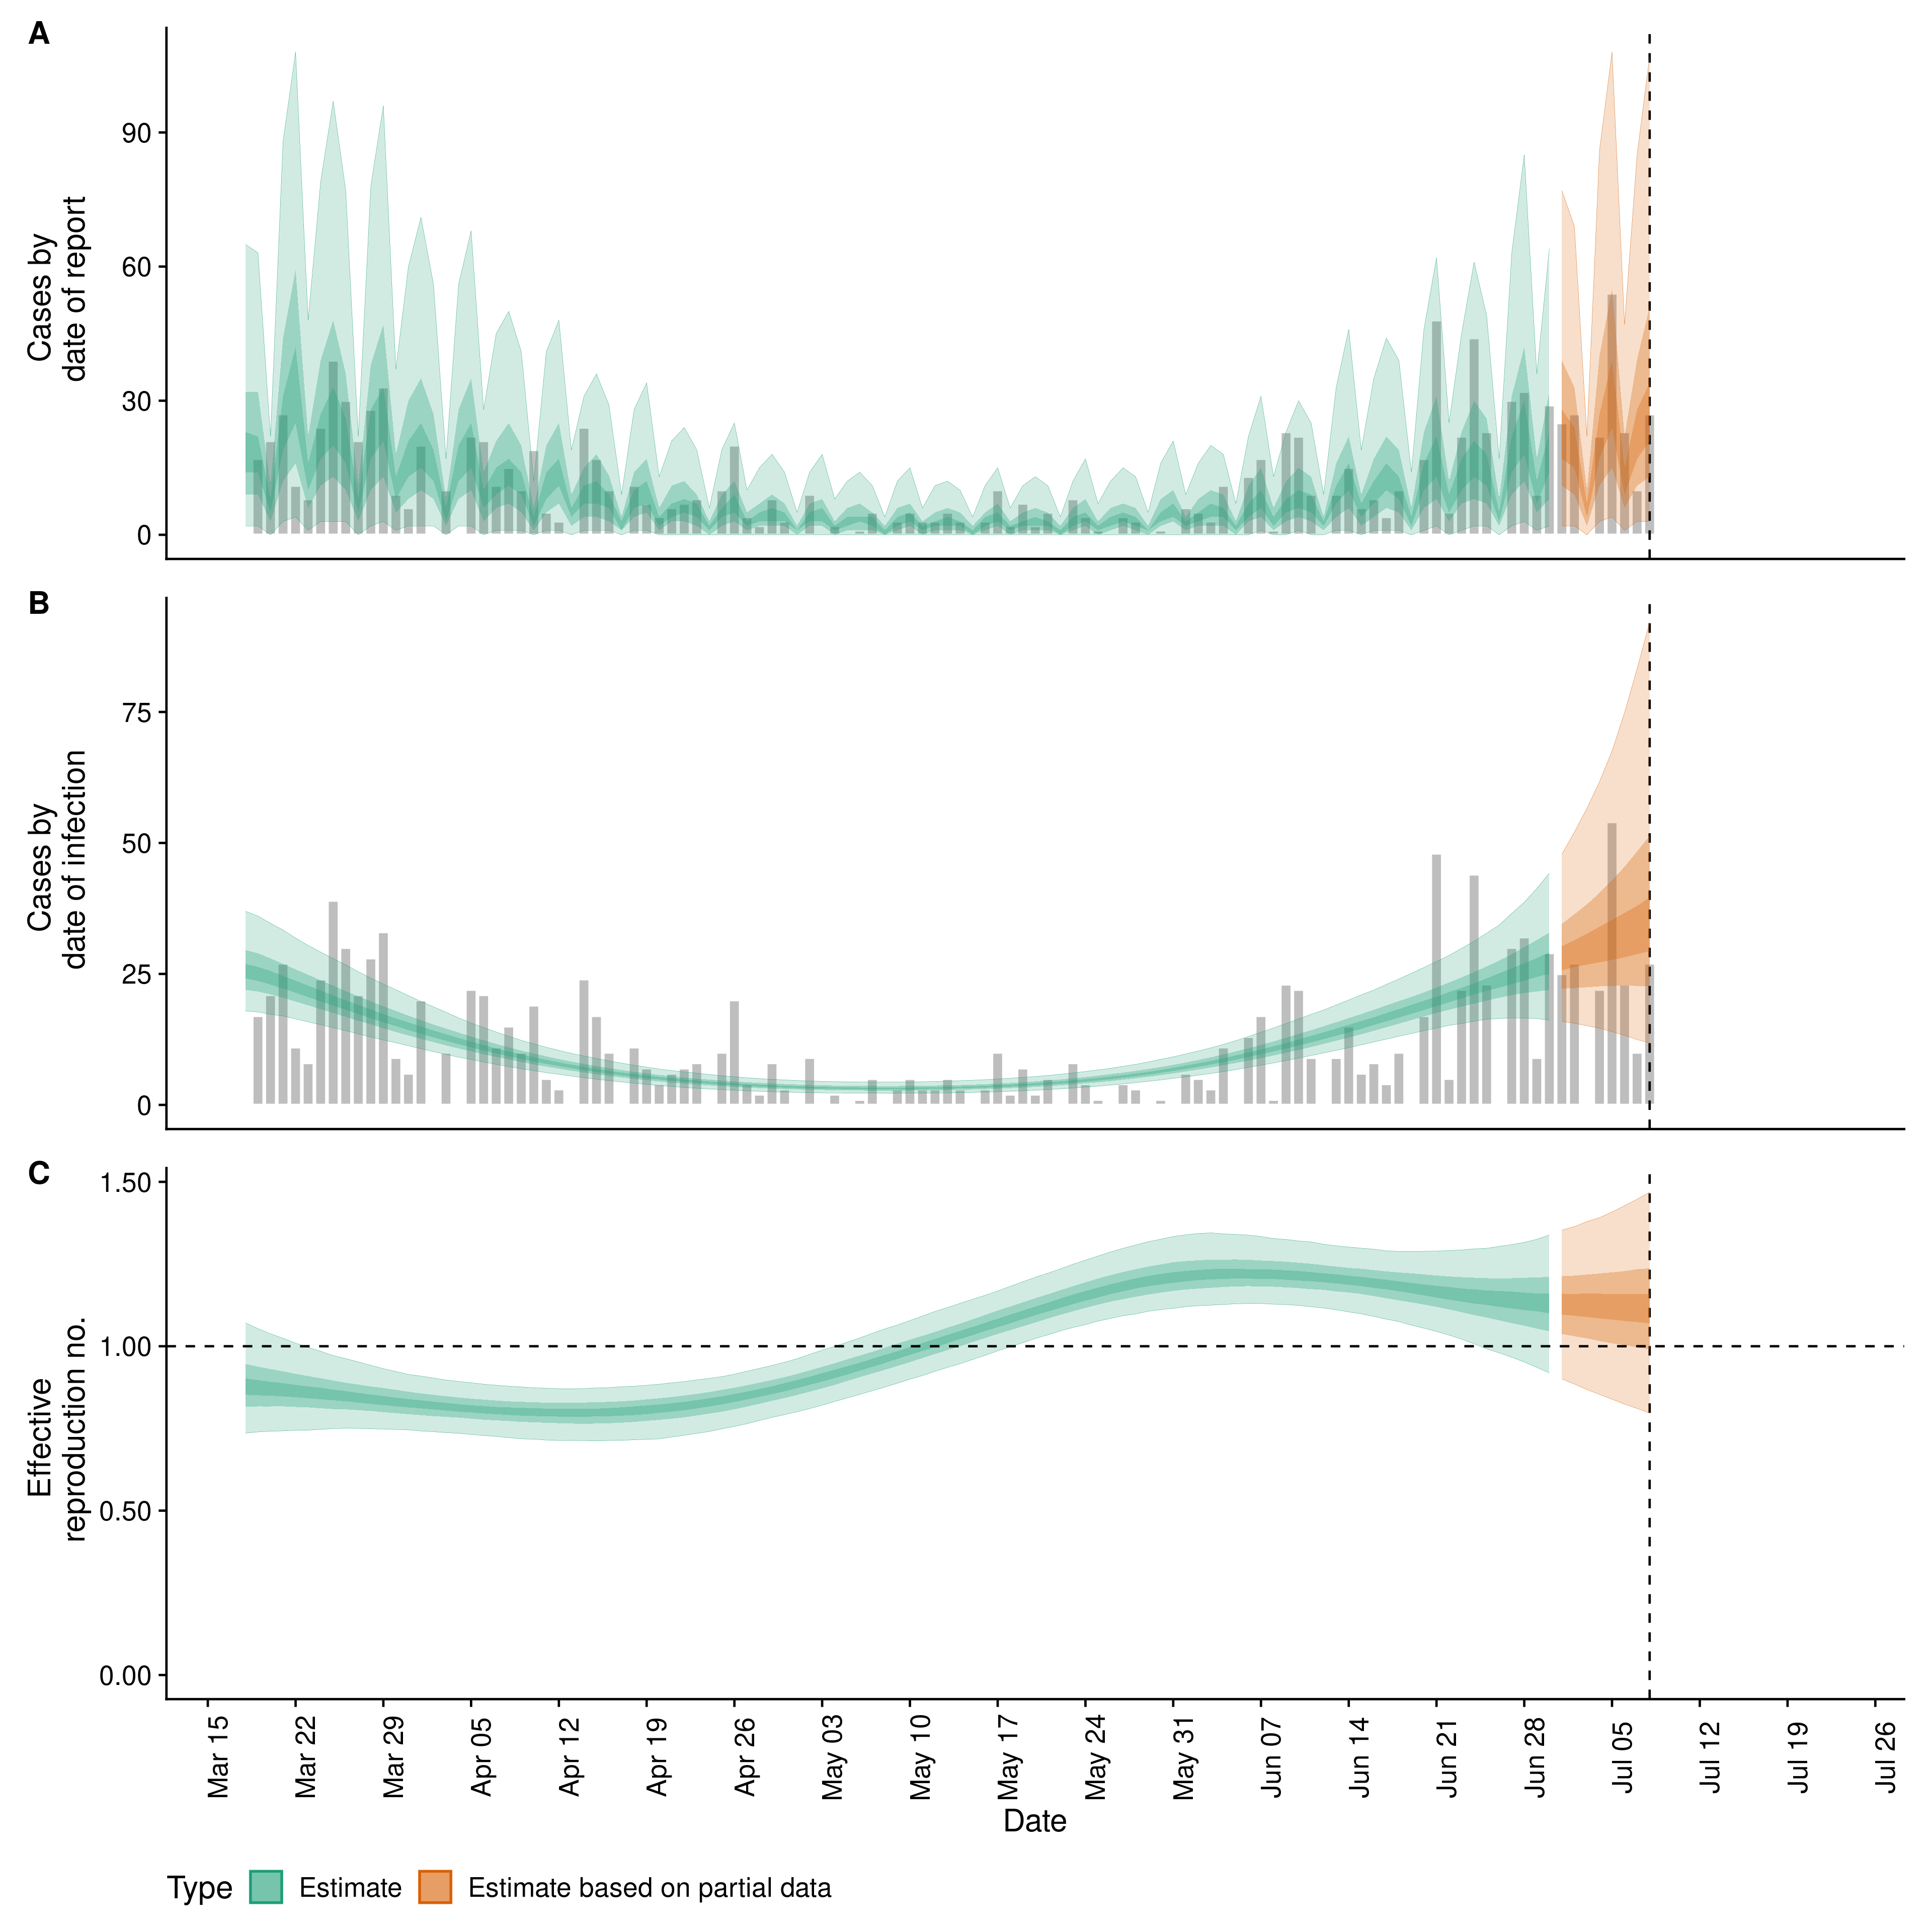 A
90
60
30
0
Cases by
date of report
B
75
50
25
0
Cases by
date of infection
C
1.50
1.00
0.50
0.00
Effective
reproduction no.
Mar 15
Mar 22
Mar 29
Apr 05
Apr 12
Apr 19
Apr 26
May 03
May 10
May 17
May 24
May 31
Jun 07
Jun 14
Jun 21
Jun 28
Jul 05
Jul 12
Jul 19
Jul 26
Date
Type Estimate Estimate based on partial data